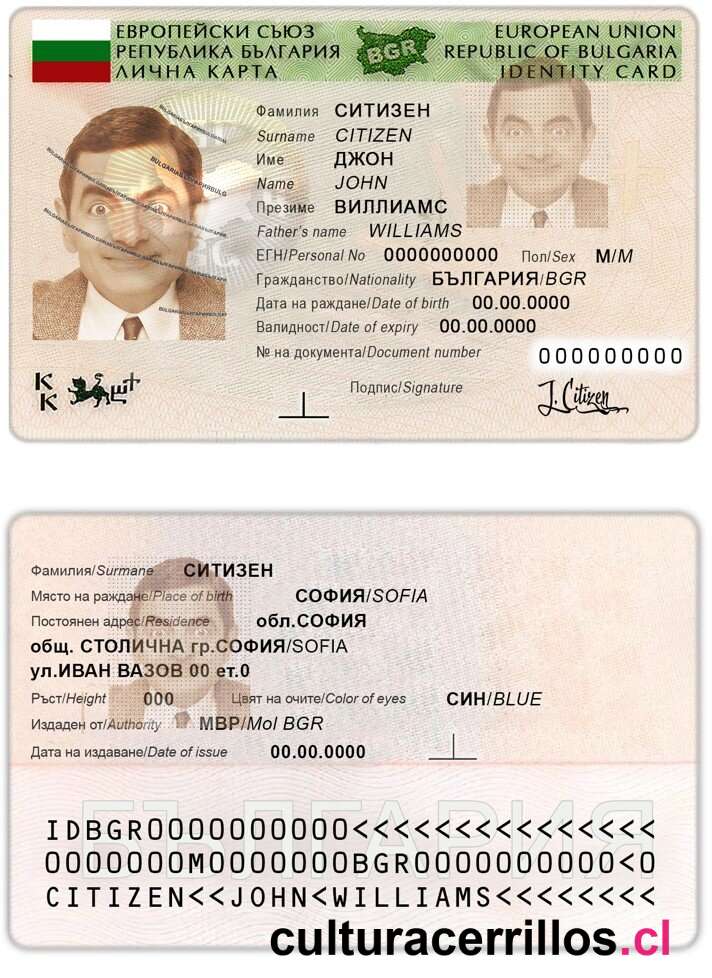 ЕВРОПЕЙСКИ СЪЮЗ EUROPEAN UNION
РЕПУБЛИКА БЪЛГАРИЯ BGR REPUBLIC OF BULGARIA
ЛИЧНА КАРТА IDENTITY CARD
Фамилия СИТИЗЕН
Surname CITIZEN
Име ДЖОН
Name JOHN
Презиме ВИЛЛИАМС
Father's name WILLIAMS
ЕГН/Personal No 0000000000 Пол/Sex М/M
Гражданство/Nationality БЪЛГАРИЯ/BGR
Дата на раждане/Date of birth 00.00.0000
Валидност/Date of expiry 00.00.0000
№ на документа/Document number 000000000
Подпис/Signature J.Citizen
K
K
Фамилия/Surmane СИТИЗЕН
Място на раждане/Place of birth СОФИЯ/SOFIA
Постоянен адрес/Residence обл.СОФИЯ
общ. СТОЛИЧНА гр.СОФИЯ/SOFIA
ул.ИВАН ВАЗОВ 00 ет.0
Ръст/Height 000 Цвят на очите/Color of eyes СИН/BLUE
Издаден от/Authority МВР/MoI BGR
Дата на издаване/Date of issue 00.00.0000
БЪЛГАРИЯ
IDBGR0000000000<<<<<<<<<<<<<<<
0000000M0000000BGR0000000000<0
CITIZEN<<JOHN<WILLIAMS<<<<<<<<
culturacerrillos.cl